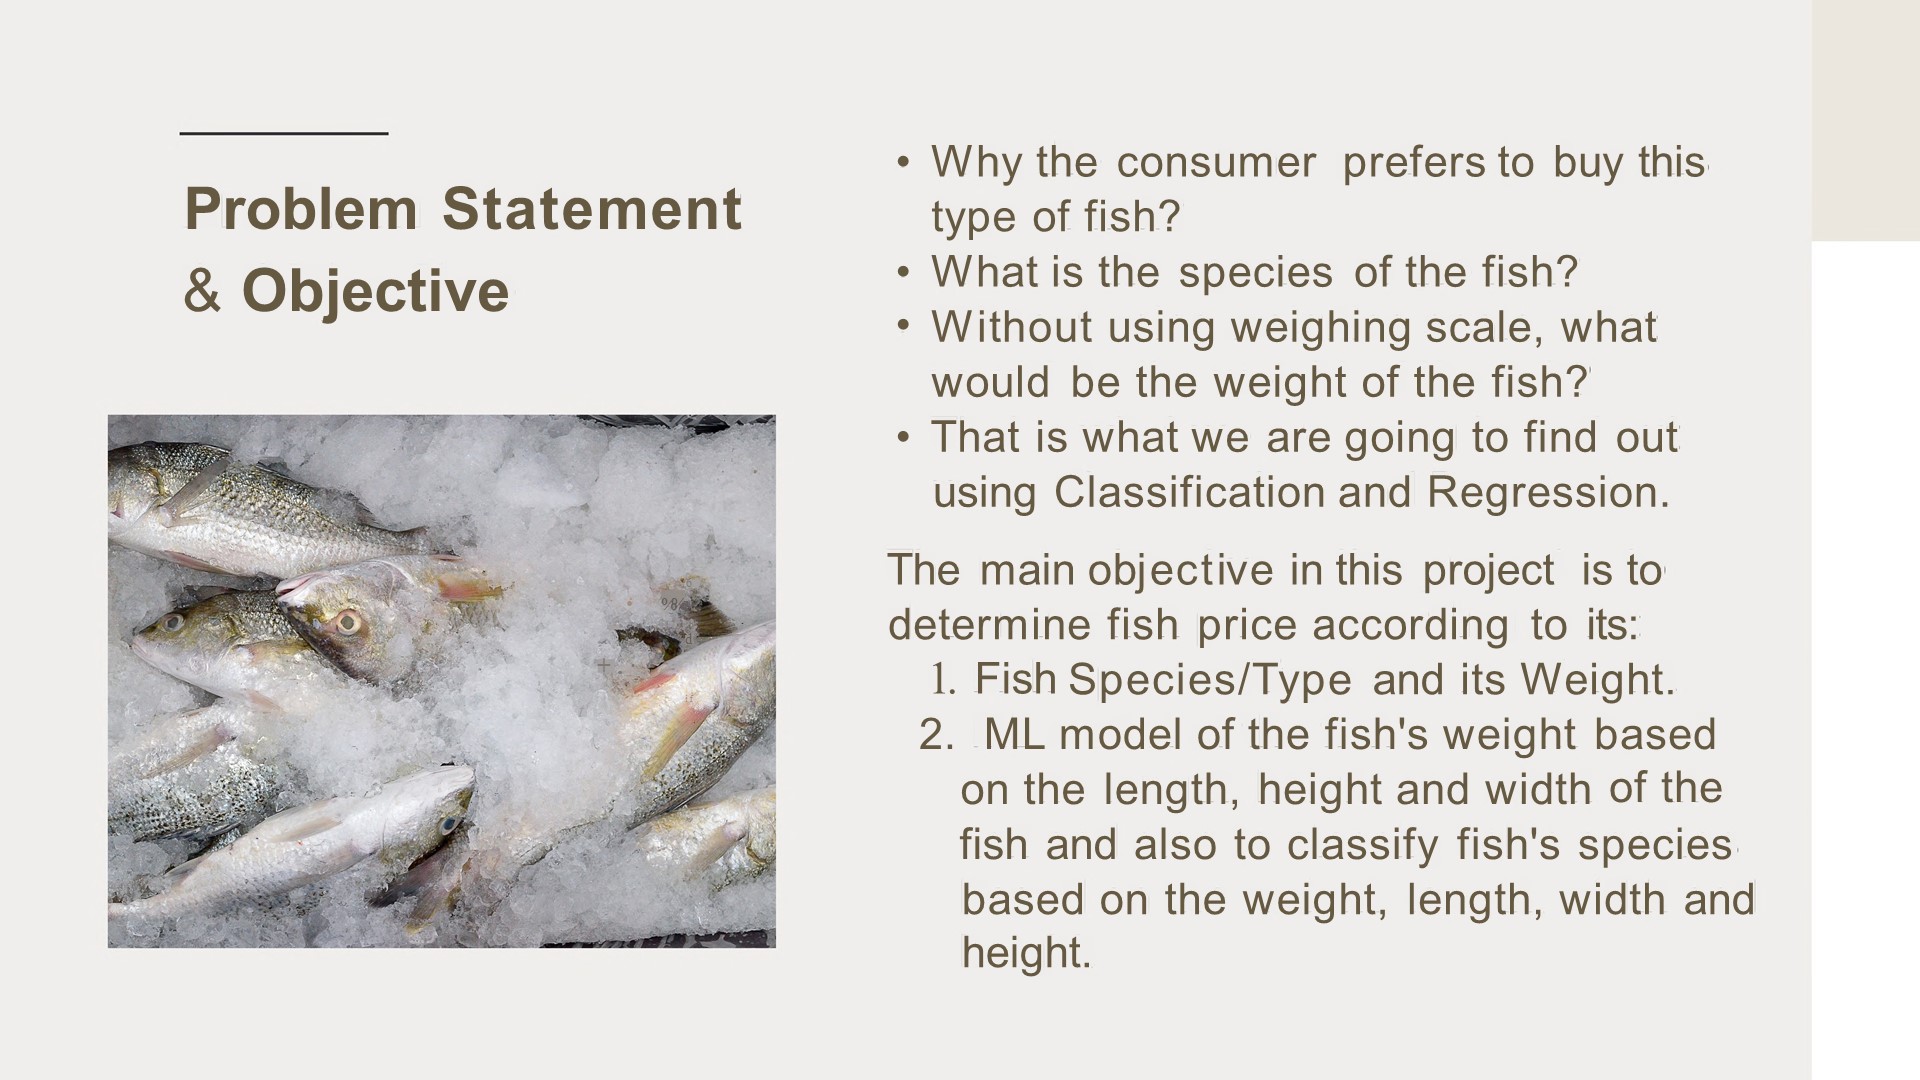 Problem Statement
& Objective
• Why the consumer prefers to buy this
type of fish?
• What is the species of the fish?
• Without using weighing scale, what
would be the weight of the fish?
• That is what we are going to find out
using Classification and Regression.
The main objective in this project is to
determine fish price according to its:
1. Fish Species/Type and its Weight.
2. ML model of the fish's weight based
on the length, height and width of the
fish and also to classify fish's species
based on the weight, length, width and
height.